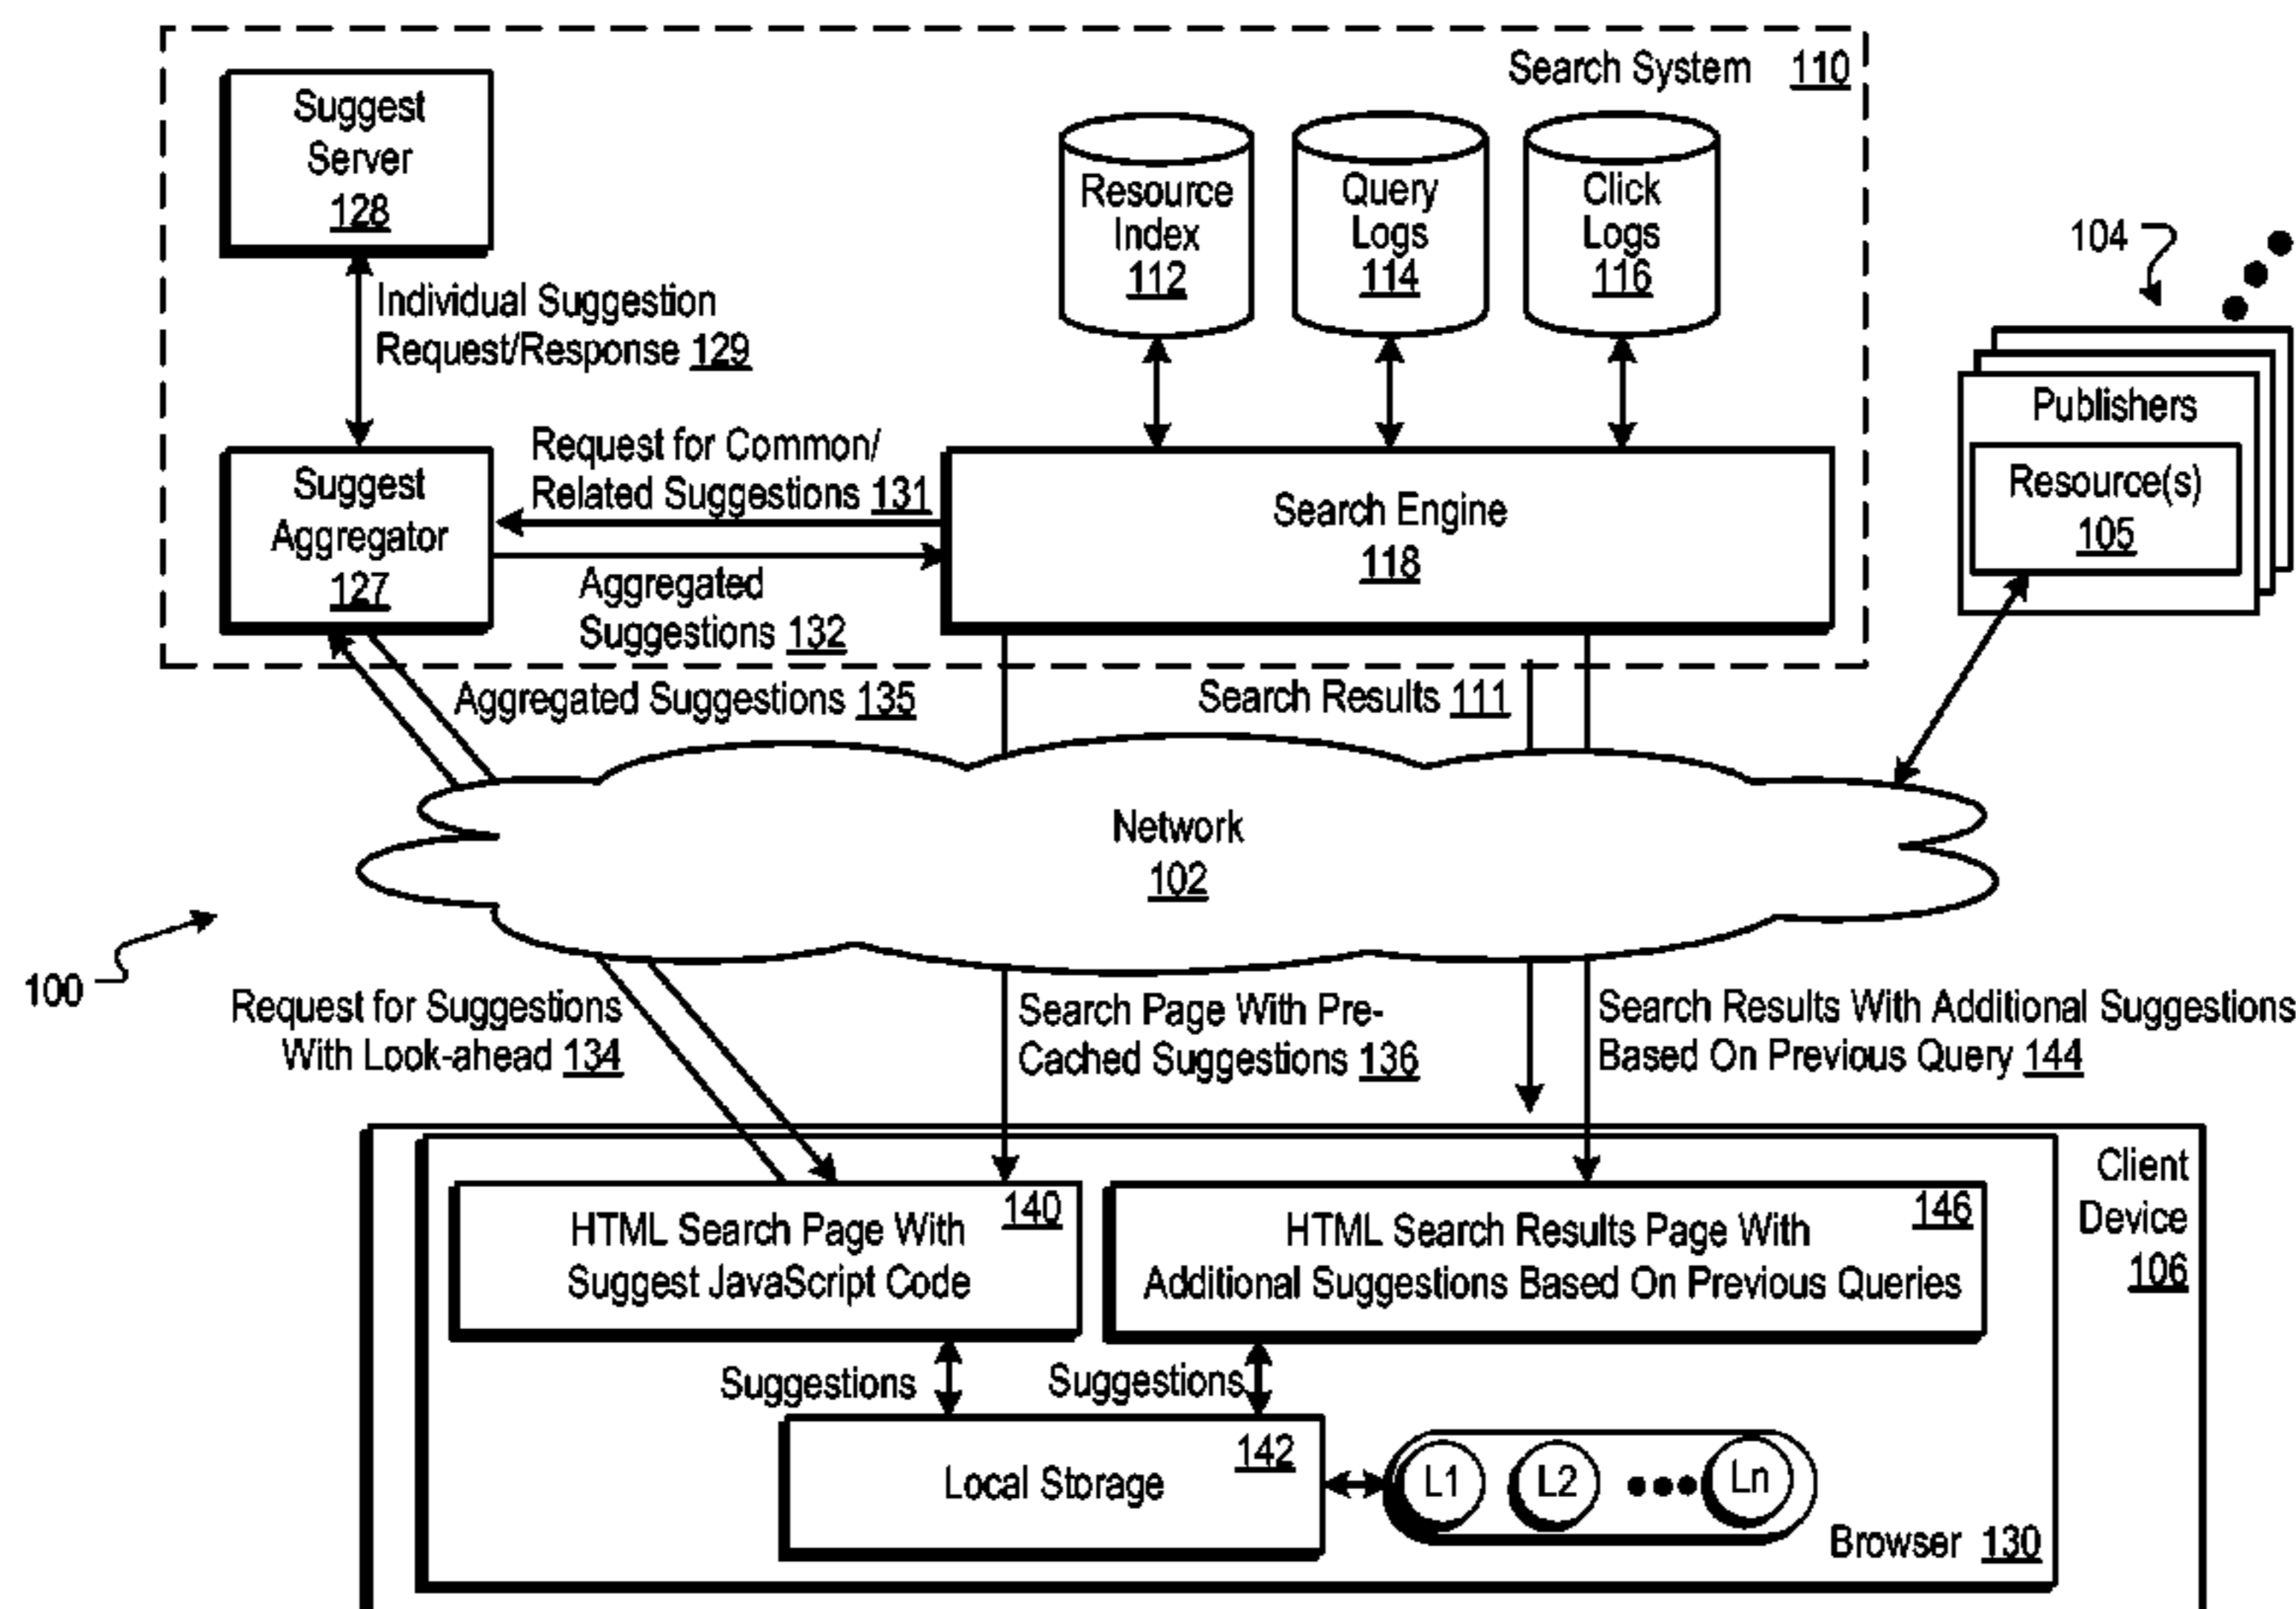 Search System 110
Suggest
Server
128
Resource
Index
112
Query
Logs
114
Click
Logs
116
104
Individual Suggestion
Request/Response 129
Publishers
Resource(s)
105
Request for Common/
Related Suggestions 131
Suggest
Aggregator
127
Search Engine
118
Aggregated
Suggestions 132
Aggregated Suggestions 135
Search Results 111
Network
102
100
Request for Suggestions
With Look-ahead 134
Search Page With Pre-
Cached Suggestions 136
Search Results With Additional Suggestions
Based On Previous Query 144
Client
Device
106
140
HTML Search Page With
Suggest JavaScript Code
146
HTML Search Results Page With
Additional Suggestions Based On Previous Queries
Suggestions
Suggestions
142
Local Storage
L1 L2 Ln
Browser 130